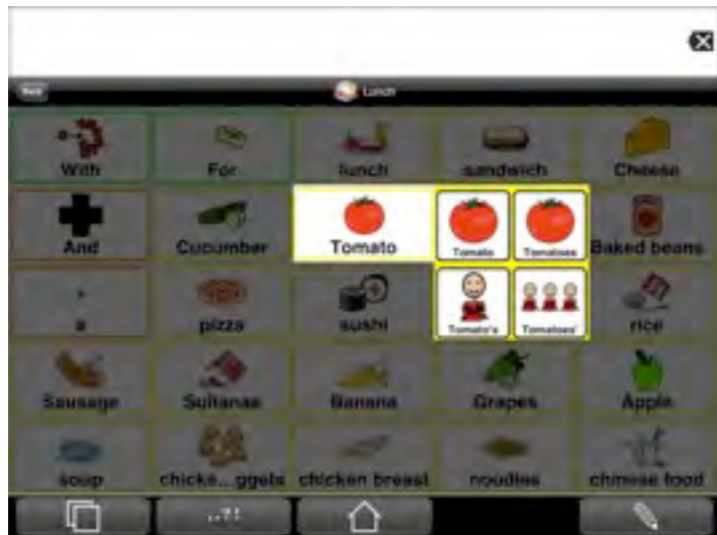 Back
Lunch
With For lunch sandwich Cheese
And Cucumber Tomato Tomato Tomatoes Baked beans
Tomato's Tomatoes'
a pizza sushi rice
Sausage Sultanas Banana Grapes Apple
soup chicke...ggets chicken breast noodles chinese food
.,?!